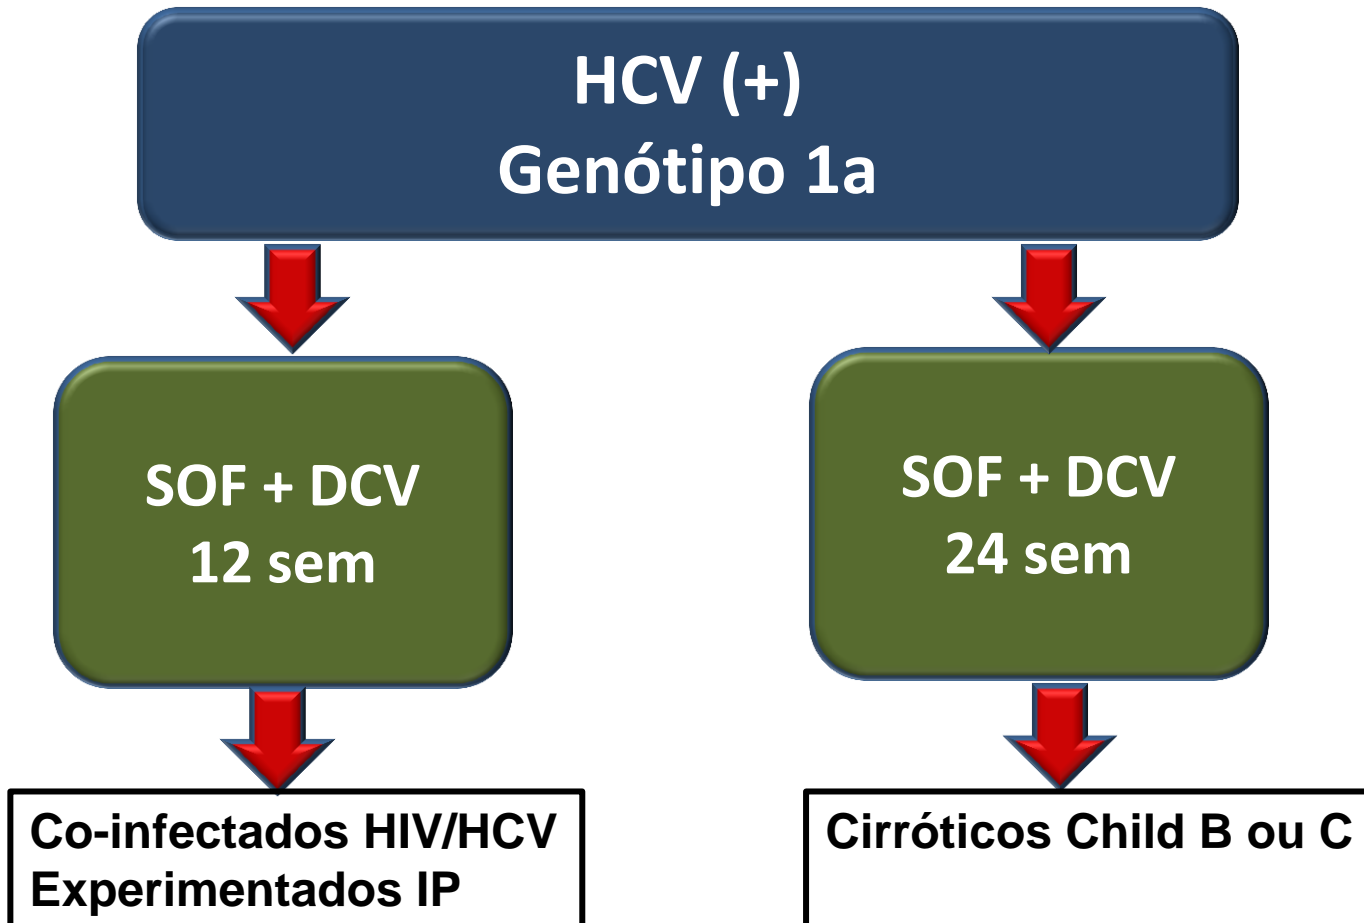 HCV (+)
Genótipo 1a
SOF + DCV
12 sem
SOF + DCV
24 sem
Co-infectados HIV/HCV
Experimentados IP
Cirróticos Child B ou C